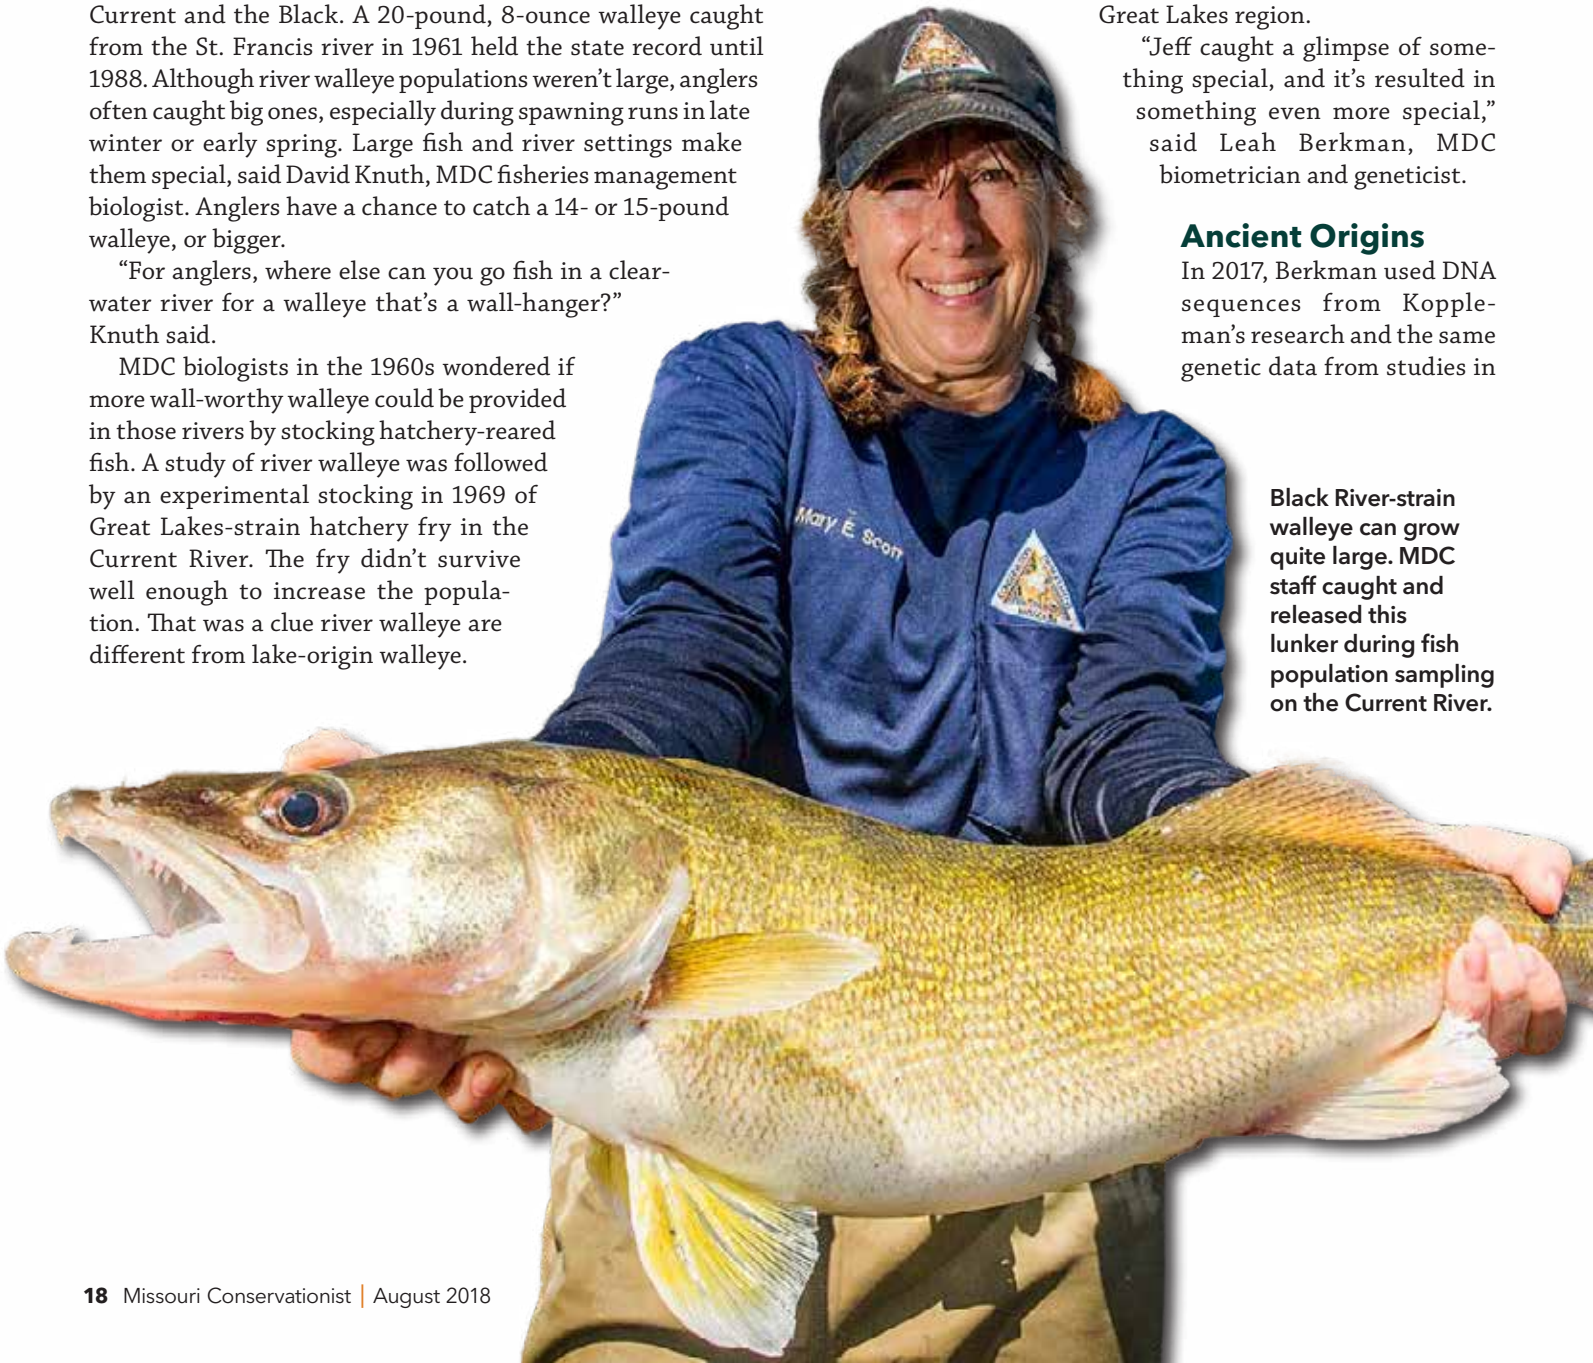 Current and the Black. A 20-pound, 8-ounce walleye caught
from the St. Francis river in 1961 held the state record until
1988. Although river walleye populations weren’t large, anglers
often caught big ones, especially during spawning runs in late
winter or early spring. Large fish and river settings make
them special, said David Knuth, MDC fisheries management
biologist. Anglers have a chance to catch a 14- or 15-pound
walleye, or bigger.
“For anglers, where else can you go fish in a clear-
water river for a walleye that’s a wall-hanger?”
Knuth said.
MDC biologists in the 1960s wondered if
more wall-worthy walleye could be provided
in those rivers by stocking hatchery-reared
fish. A study of river walleye was followed
by an experimental stocking in 1969 of
Great Lakes-strain hatchery fry in the
Current River. The fry didn’t survive
well enough to increase the popula-
tion. That was a clue river walleye are
different from lake-origin walleye.
Great Lakes region.
“Jeff caught a glimpse of some-
thing special, and it’s resulted in
something even more special,”
said Leah Berkman, MDC
biometrician and geneticist.
Ancient Origins
In 2017, Berkman used DNA
sequences from Kopple-
man’s research and the same
genetic data from studies in
Mary E Scott
Black River-strain
walleye can grow
quite large. MDC
staff caught and
released this
lunker during fish
population sampling
on the Current River.
18 Missouri Conservationist | August 2018